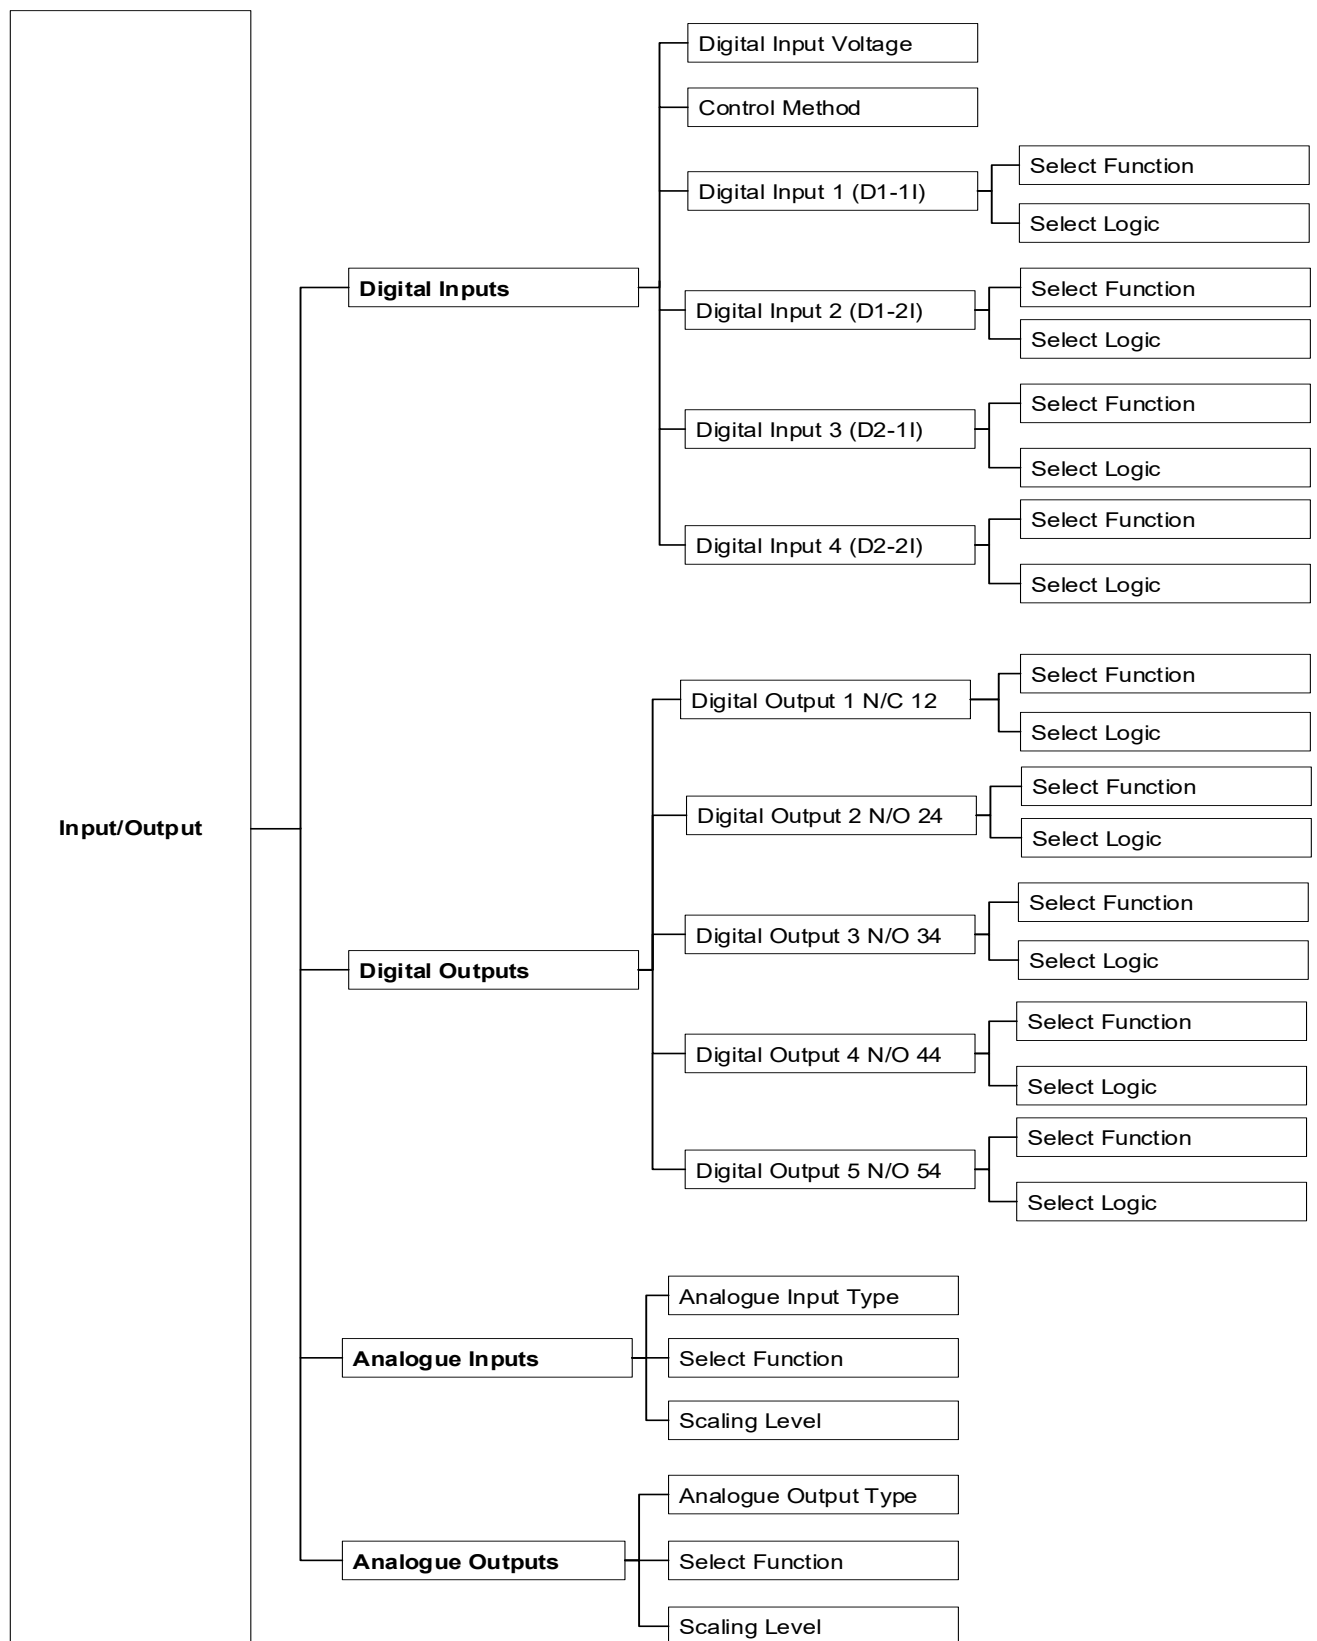 Digital Input Voltage
Control Method
Digital Input 1 (D1-1I)
Select Function
Select Logic
Digital Inputs
Digital Input 2 (D1-2I)
Select Function
Select Logic
Digital Input 3 (D2-1I)
Select Function
Select Logic
Digital Input 4 (D2-2I)
Select Function
Select Logic
Input/Output
Digital Output 1 N/C 12
Select Function
Select Logic
Digital Output 2 N/O 24
Select Function
Select Logic
Digital Outputs
Digital Output 3 N/O 34
Select Function
Select Logic
Digital Output 4 N/O 44
Select Function
Select Logic
Digital Output 5 N/O 54
Select Function
Select Logic
Analogue Inputs
Analogue Input Type
Select Function
Scaling Level
Analogue Outputs
Analogue Output Type
Select Function
Scaling Level